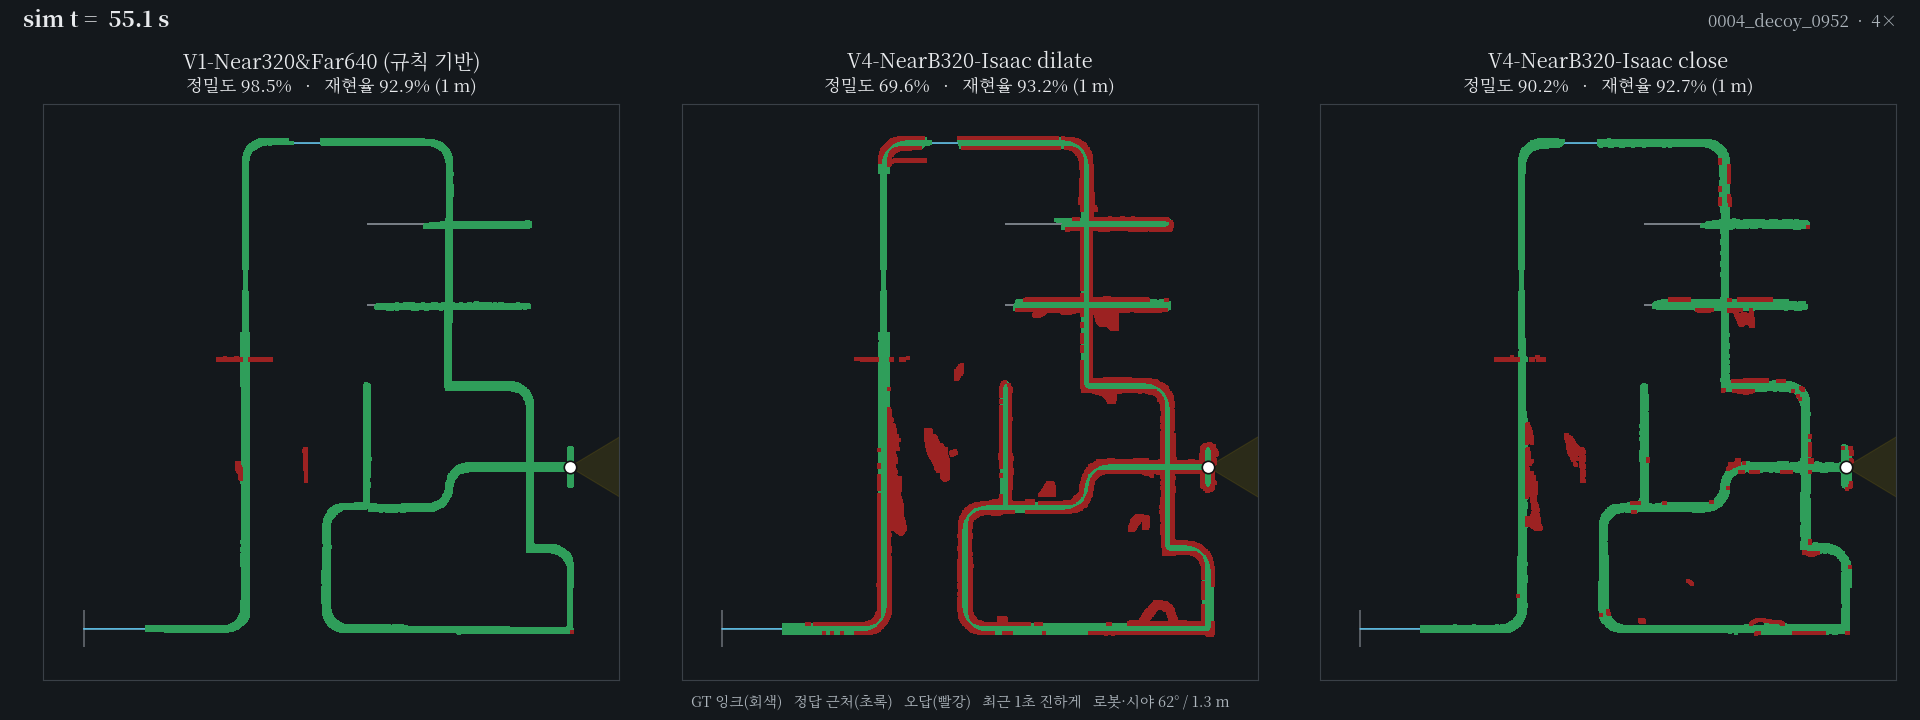 sim t = 55.1 s
0004_decoy_0952 · 4×
V1-Near320&Far640 (규칙 기반)
정밀도 98.5% · 재현율 92.9% (1 m)
V4-NearB320-Isaac dilate
정밀도 69.6% · 재현율 93.2% (1 m)
V4-NearB320-Isaac close
정밀도 90.2% · 재현율 92.7% (1 m)
GT 잉크(회색) 정답 근처(초록) 오답(빨강) 최근 1초 진하게 로봇·시야 62° / 1.3 m